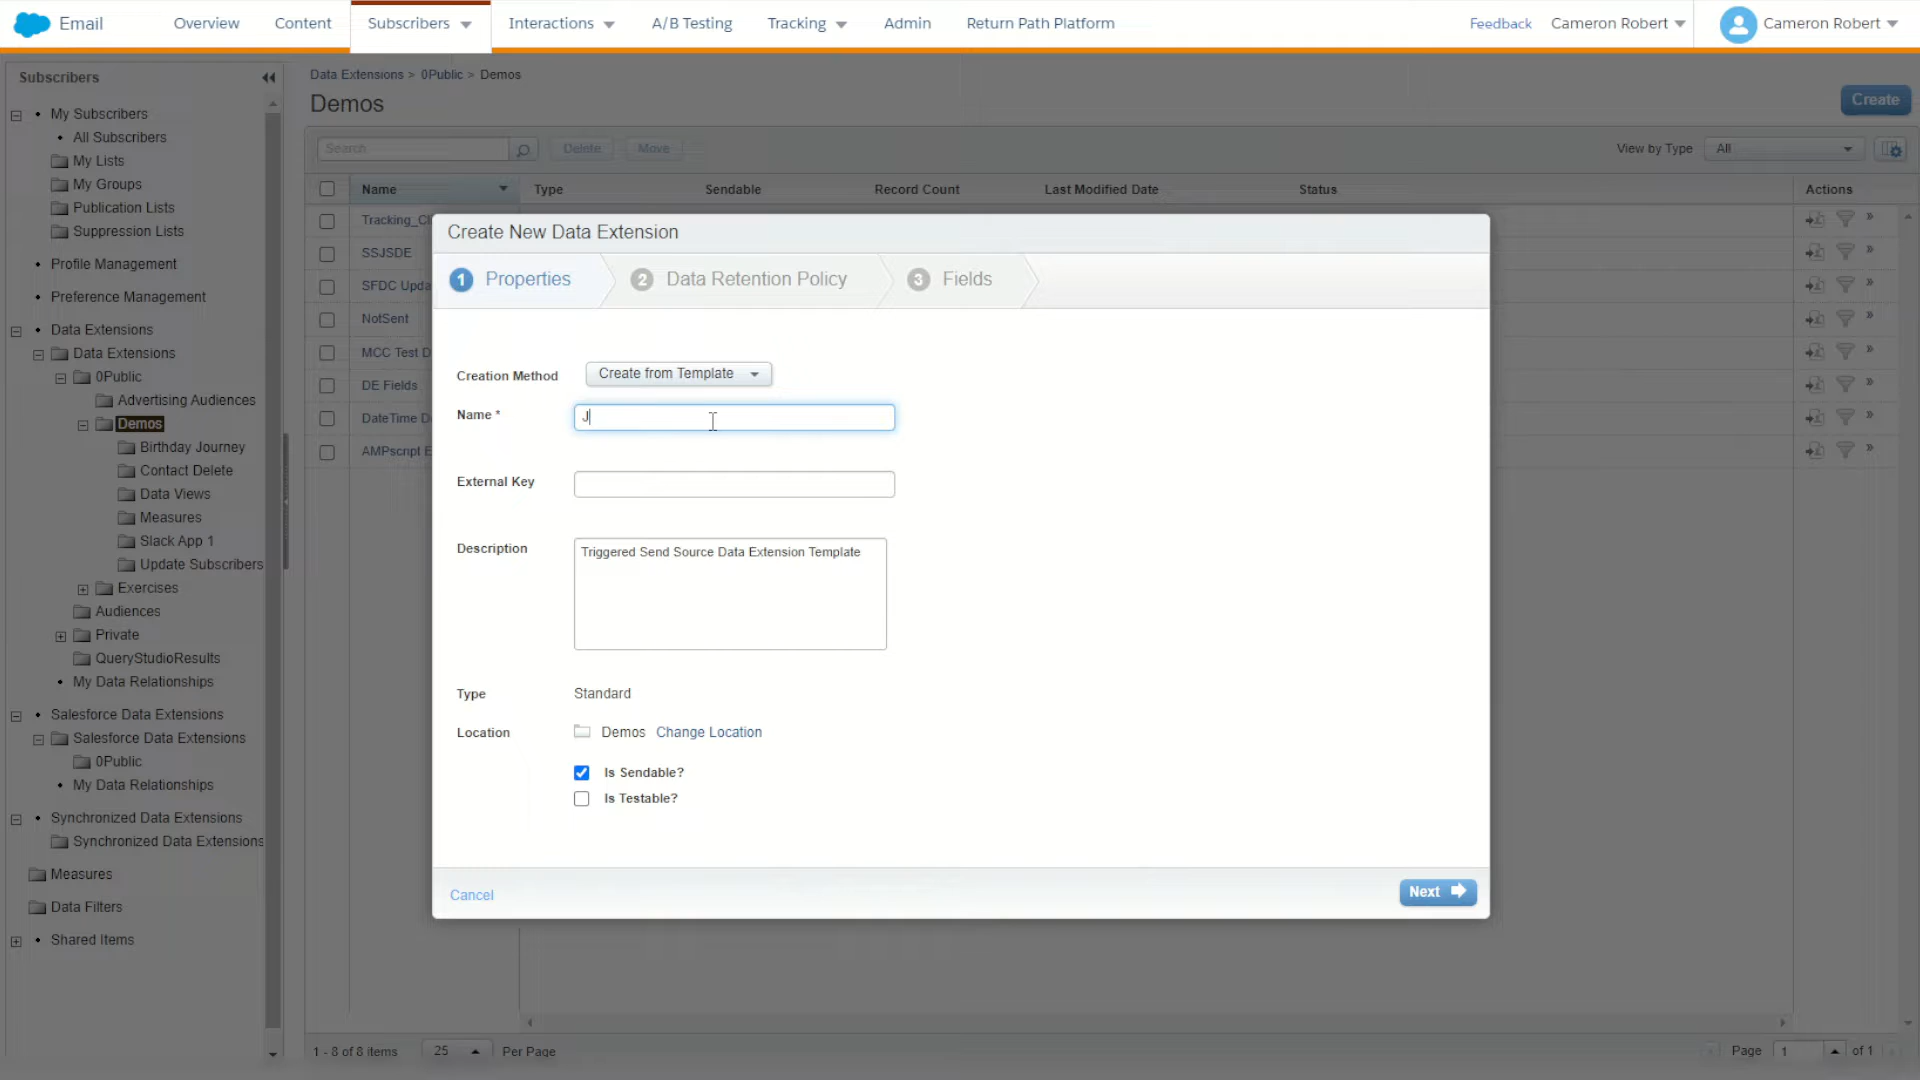 Email
Overview
Content
Subscribers
Interactions
A/B Testing
Tracking
Admin
Return Path Platform
Feedback
Cameron Robert
Cameron Robert
Subscribers
My Subscribers
All Subscribers
My Lists
My Groups
Publication Lists
Suppression Lists
Profile Management
Preference Management
Data Extensions
Data Extensions
0Public
Advertising Audiences
Demos
Birthday Journey
Contact Delete
Data Views
Measures
Slack App 1
Update Subscribers
Exercises
Audiences
Private
QueryStudioResults
My Data Relationships
Salesforce Data Extensions
Salesforce Data Extensions
0Public
My Data Relationships
Synchronized Data Extensions
Synchronized Data Extensions
Measures
Data Filters
Shared Items
Data Extensions > 0Public > Demos
Demos
Create
Search
Delete
Move
View by Type
All
Name
Type
Sendable
Record Count
Last Modified Date
Status
Actions
Tracking_Cl
SSJSDE
SFDC Upda
NotSent
MCC Test D
DE Fields
DateTime D
AMPscript E
Create New Data Extension
1 Properties
2 Data Retention Policy
3 Fields
Creation Method
Create from Template
Name *
J
External Key
Description
Triggered Send Source Data Extension Template
Type
Standard
Location
Demos
Change Location
Is Sendable?
Is Testable?
Cancel
Next
1 - 8 of 8 items
25
Per Page
Page
1
of 1